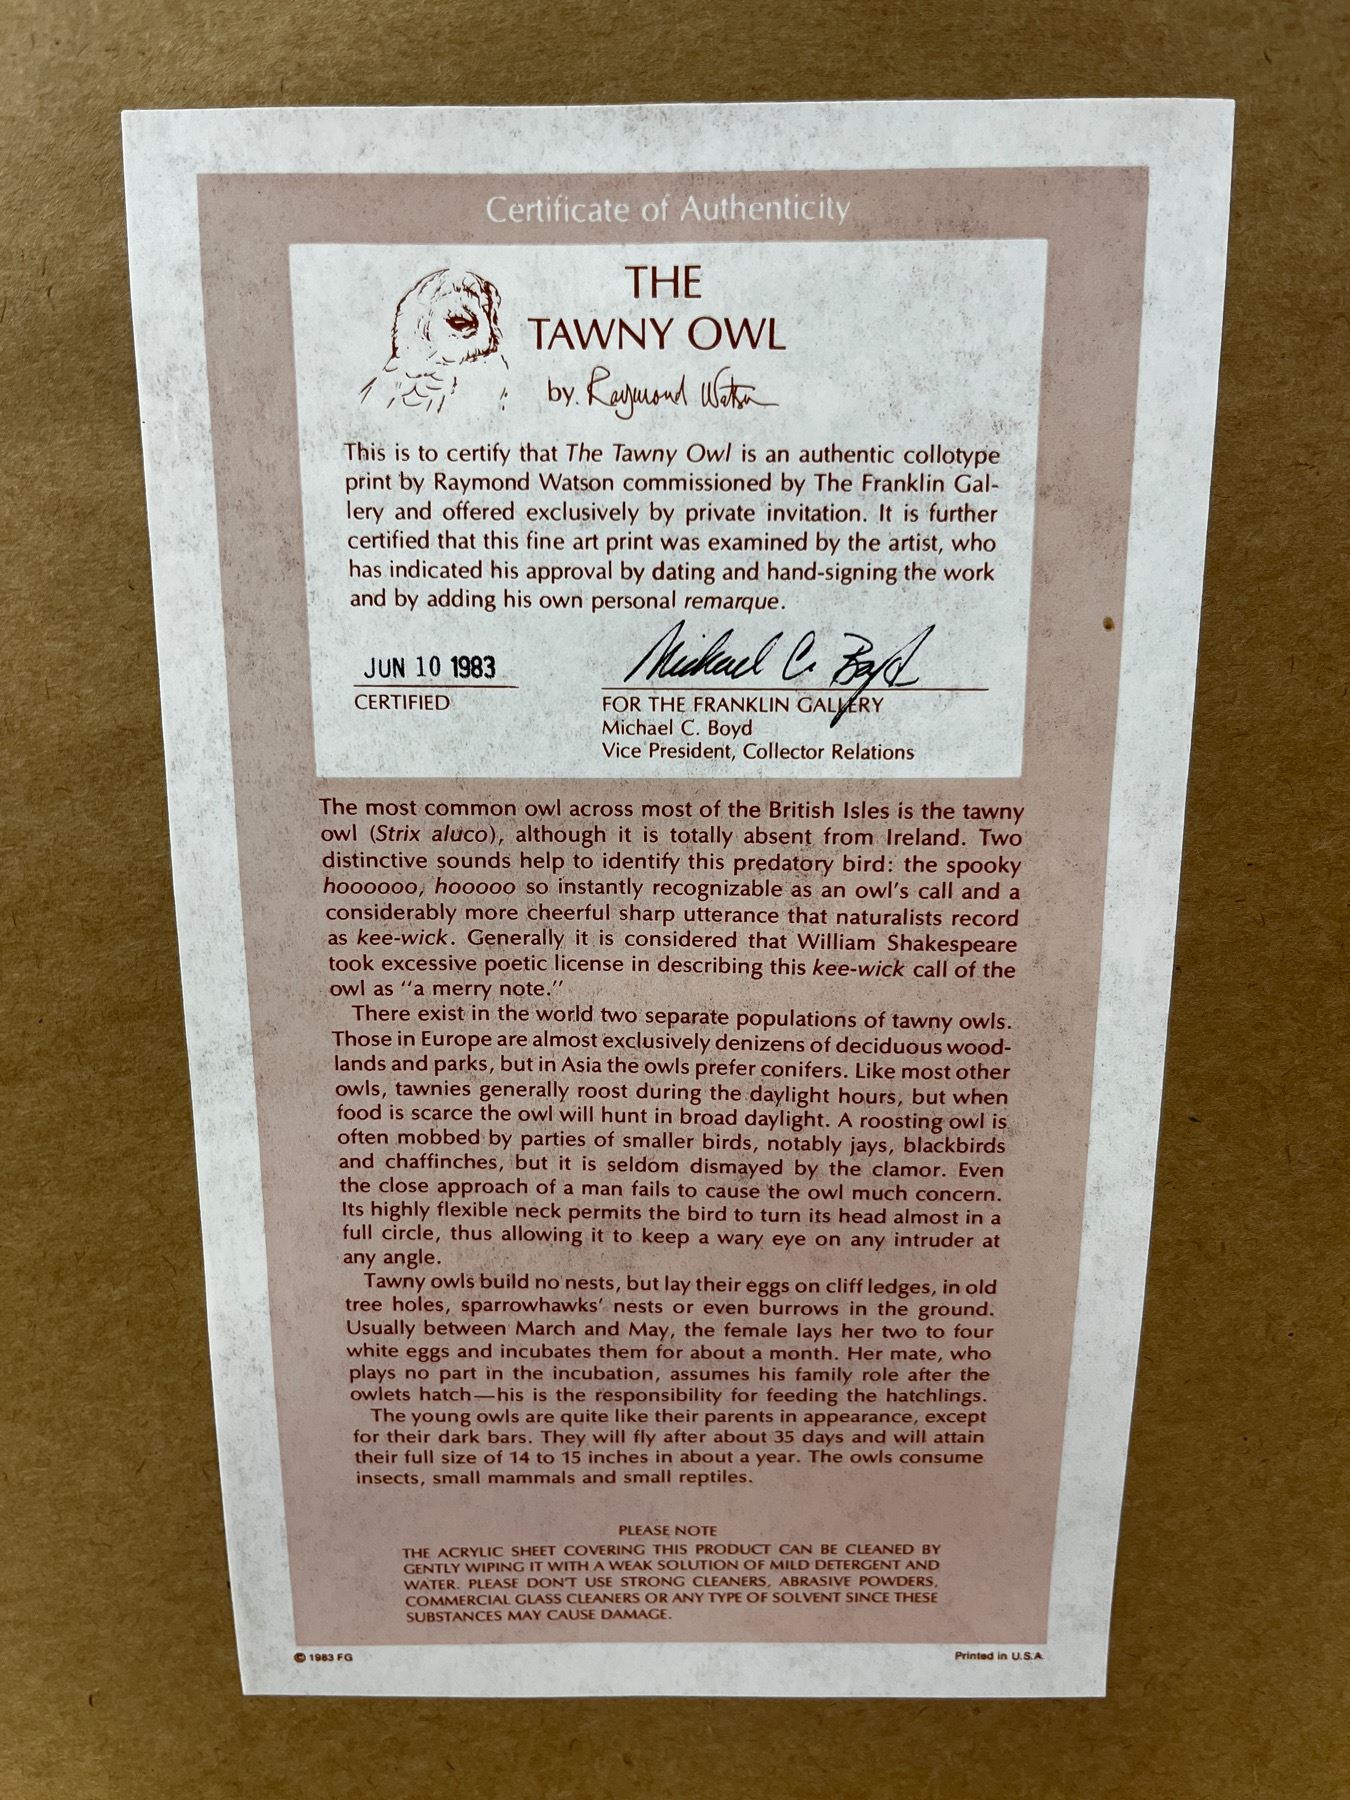 Certificate of Authenticity
THE
TAWNY OWL
by. Raymond Watson
This is to certify that The Tawny Owl is an authentic collotype
print by Raymond Watson commissioned by The Franklin Gal-
lery and offered exclusively by private invitation. It is further
certified that this fine art print was examined by the artist, who
has indicated his approval by dating and hand-signing the work
and by adding his own personal remarque.
Michael C. Boyd
JUN 10 1983
CERTIFIED
FOR THE FRANKLIN GALLERY
Michael C. Boyd
Vice President, Collector Relations
The most common owl across most of the British Isles is the tawny
owl (Strix aluco), although it is totally absent from Ireland. Two
distinctive sounds help to identify this predatory bird: the spooky
hoooooo, hooooo so instantly recognizable as an owl's call and a
considerably more cheerful sharp utterance that naturalists record
as kee-wick. Generally it is considered that William Shakespeare
took excessive poetic license in describing this kee-wick call of the
owl as "a merry note."
There exist in the world two separate populations of tawny owls.
Those in Europe are almost exclusively denizens of deciduous wood-
lands and parks, but in Asia the owls prefer conifers. Like most other
owls, tawnies generally roost during the daylight hours, but when
food is scarce the owl will hunt in broad daylight. A roosting owl is
often mobbed by parties of smaller birds, notably jays, blackbirds
and chaffinches, but it is seldom dismayed by the clamor. Even
the close approach of a man fails to cause the owl much concern.
Its highly flexible neck permits the bird to turn its head almost in a
full circle, thus allowing it to keep a wary eye on any intruder at
any angle.
Tawny owls build no nests, but lay their eggs on cliff ledges, in old
tree holes, sparrowhawks' nests or even burrows in the ground.
Usually between March and May, the female lays her two to four
white eggs and incubates them for about a month. Her mate, who
plays no part in the incubation, assumes his family role after the
owlets hatch—his is the responsibility for feeding the hatchlings.
The young owls are quite like their parents in appearance, except
for their dark bars. They will fly after about 35 days and will attain
their full size of 14 to 15 inches in about a year. The owls consume
insects, small mammals and small reptiles.
PLEASE NOTE
THE ACRYLIC SHEET COVERING THIS PRODUCT CAN BE CLEANED BY
GENTLY WIPING IT WITH A WEAK SOLUTION OF MILD DETERGENT AND
WATER. PLEASE DON'T USE STRONG CLEANERS, ABRASIVE POWDERS,
COMMERCIAL GLASS CLEANERS OR ANY TYPE OF SOLVENT SINCE THESE
SUBSTANCES MAY CAUSE DAMAGE.
© 1983 FG
Printed in U.S.A.